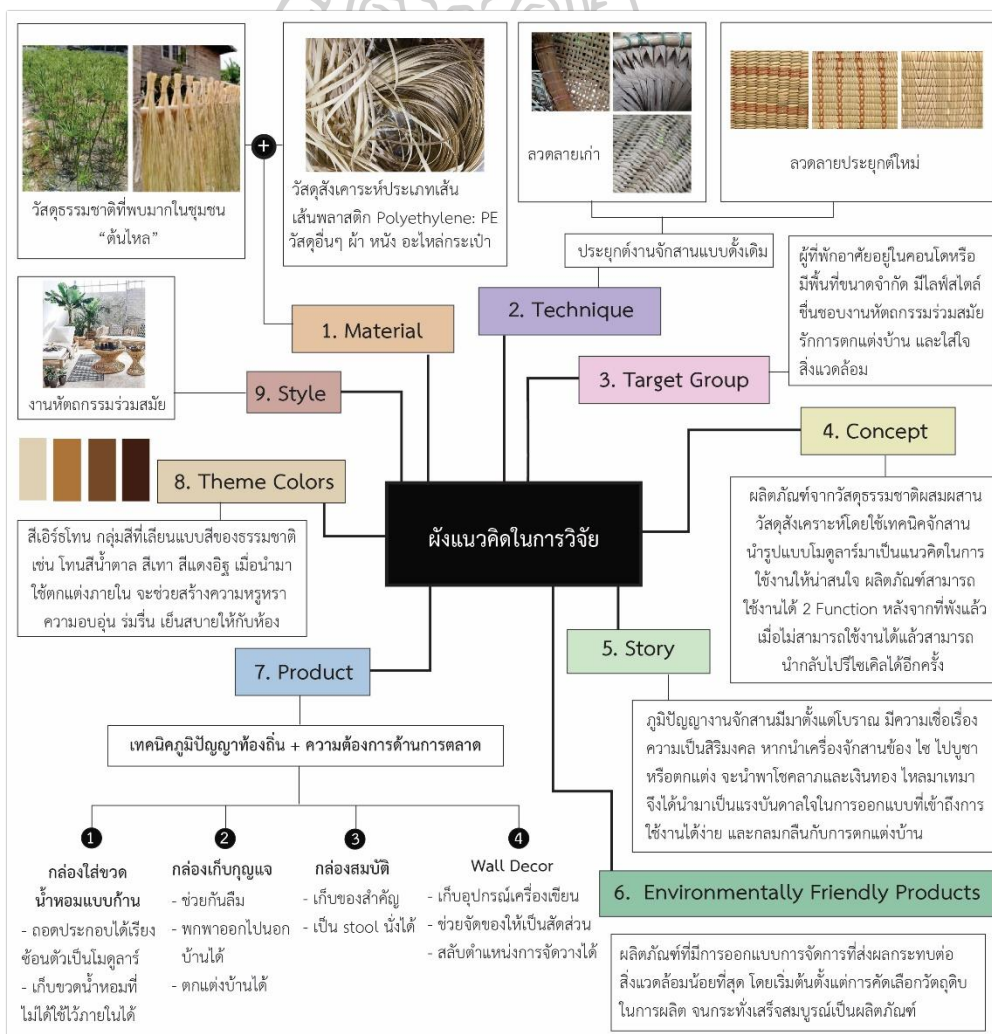 วัสดุธรรมชาติที่พบมากในชุมชน
“ต้นไหล”
+
วัสดุสังเคราะห์ประเภทเส้น
เส้นพลาสติก Polyethylene: PE
วัสดุอื่นๆ ผ้า หนัง อะไหล่กระเป๋า
ลวดลายเก่า
ลวดลายประยุกต์ใหม่
ประยุกต์งานจักสานแบบดั้งเดิม
1. Material
2. Technique
3. Target Group
ผู้ที่พักอาศัยอยู่ในคอนโดหรือ
มีพื้นที่ขนาดจำกัด มีไลฟ์สไตล์
ชื่นชอบงานหัตถกรรมร่วมสมัย
รักการตกแต่งบ้าน และใส่ใจ
สิ่งแวดล้อม
งานหัตถกรรมร่วมสมัย
9. Style
4. Concept
ผลิตภัณฑ์จากวัสดุธรรมชาติผสมผสาน
วัสดุสังเคราะห์โดยใช้เทคนิคจักสาน
นำรูปแบบโมดูลาร์มาเป็นแนวคิดในการ
ใช้งานให้น่าสนใจ ผลิตภัณฑ์สามารถ
ใช้งานได้ 2 Function หลังจากที่พังแล้ว
เมื่อไม่สามารถใช้งานได้แล้วสามารถ
นำกลับไปรีไซเคิลได้อีกครั้ง
8. Theme Colors
สีเอิร์ธโทน กลุ่มสีที่เลียนแบบสีของธรรมชาติ
เช่น โทนสีน้ำตาล สีเทา สีแดงอิฐ เมื่อนำมา
ใช้ตกแต่งภายใน จะช่วยสร้างความหรูหรา
ความอบอุ่น ร่มรื่น เย็นสบายให้กับห้อง
ผังแนวคิดในการวิจัย
5. Story
ภูมิปัญญางานจักสานมีมาตั้งแต่โบราณ มีความเชื่อเรื่อง
ความเป็นสิริมงคล หากนำเครื่องจักสานข้อง ไซ ไปบูชา
หรือตกแต่ง จะนำพาโชคลาภและเงินทอง ไหลมาเทมา
จึงได้นำมาเป็นแรงบันดาลใจในการออกแบบที่เข้าถึงการ
ใช้งานได้ง่าย และกลมกลืนกับการตกแต่งบ้าน
7. Product
เทคนิคภูมิปัญญาท้องถิ่น + ความต้องการด้านการตลาด
1
กล่องใส่ขวด
น้ำหอมแบบก้าน
- ถอดประกอบได้เรียง
ซ้อนตัวเป็นโมดูลาร์
- เก็บขวดน้ำหอมที่
ไม่ได้ใช้ไว้ภายในได้
2
กล่องเก็บกุญแจ
- ช่วยกันลืม
- พกพาออกไปนอก
บ้านได้
- ตกแต่งบ้านได้
3
กล่องสมบัติ
- เก็บของสำคัญ
- เป็น stool นั่งได้
4
Wall Decor
- เก็บอุปกรณ์เครื่องเขียน
- ช่วยจัดของให้เป็นสัดส่วน
- สลับตำแหน่งการจัดวางได้
6. Environmentally Friendly Products
ผลิตภัณฑ์ที่มีการออกแบบการจัดการที่ส่งผลกระทบต่อ
สิ่งแวดล้อมน้อยที่สุด โดยเริ่มต้นตั้งแต่การคัดเลือกวัตถุดิบ
ในการผลิต จนกระทั่งเสร็จสมบูรณ์เป็นผลิตภัณฑ์